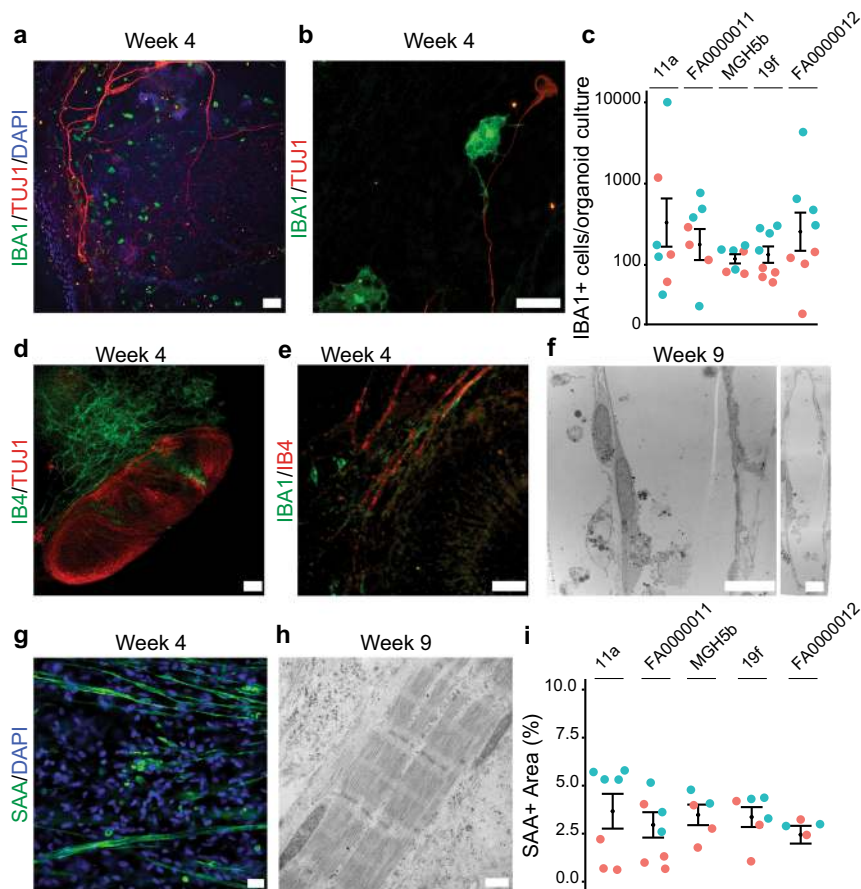 a
Week 4
IBA1/TUJ1/DAPI
b
Week 4
IBA1/TUJ1
c
11a
FA0000011
MGH5b
19f
FA0000012
IBA1+ cells/organoid culture
10000
1000
100
0
d
Week 4
IB4/TUJ1
e
Week 4
IBA1/IB4
f
Week 9
g
Week 4
SAA/DAPI
h
Week 9
i
11a
FA0000011
MGH5b
19f
FA0000012
SAA+ Area (%)
10.0
7.5
5.0
2.5
0.0